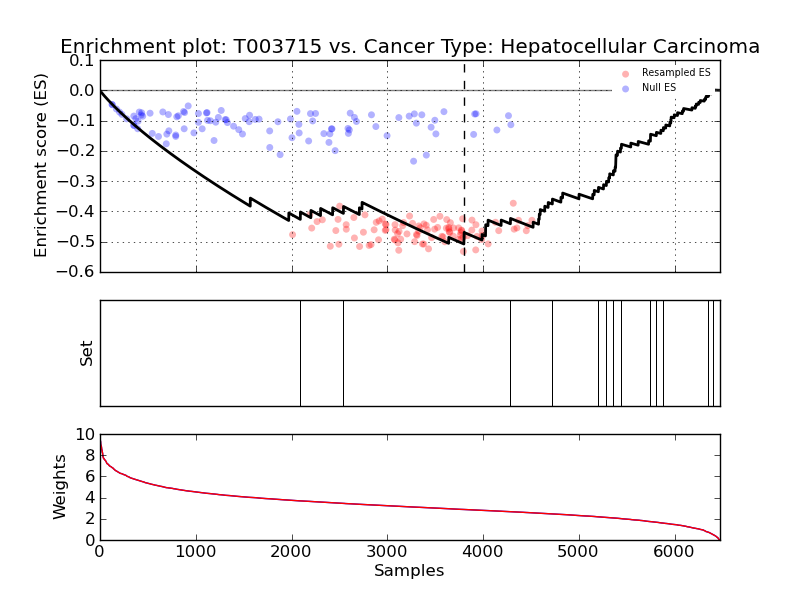 Enrichment plot: T003715 vs. Cancer Type: Hepatocellular Carcinoma
Enrichment score (ES)
0.1
0.0
−0.1
−0.2
−0.3
−0.4
−0.5
−0.6
Resampled ES
Null ES
Set
Weights
10
8
6
4
2
0
0 1000 2000 3000 4000 5000 6000
Samples